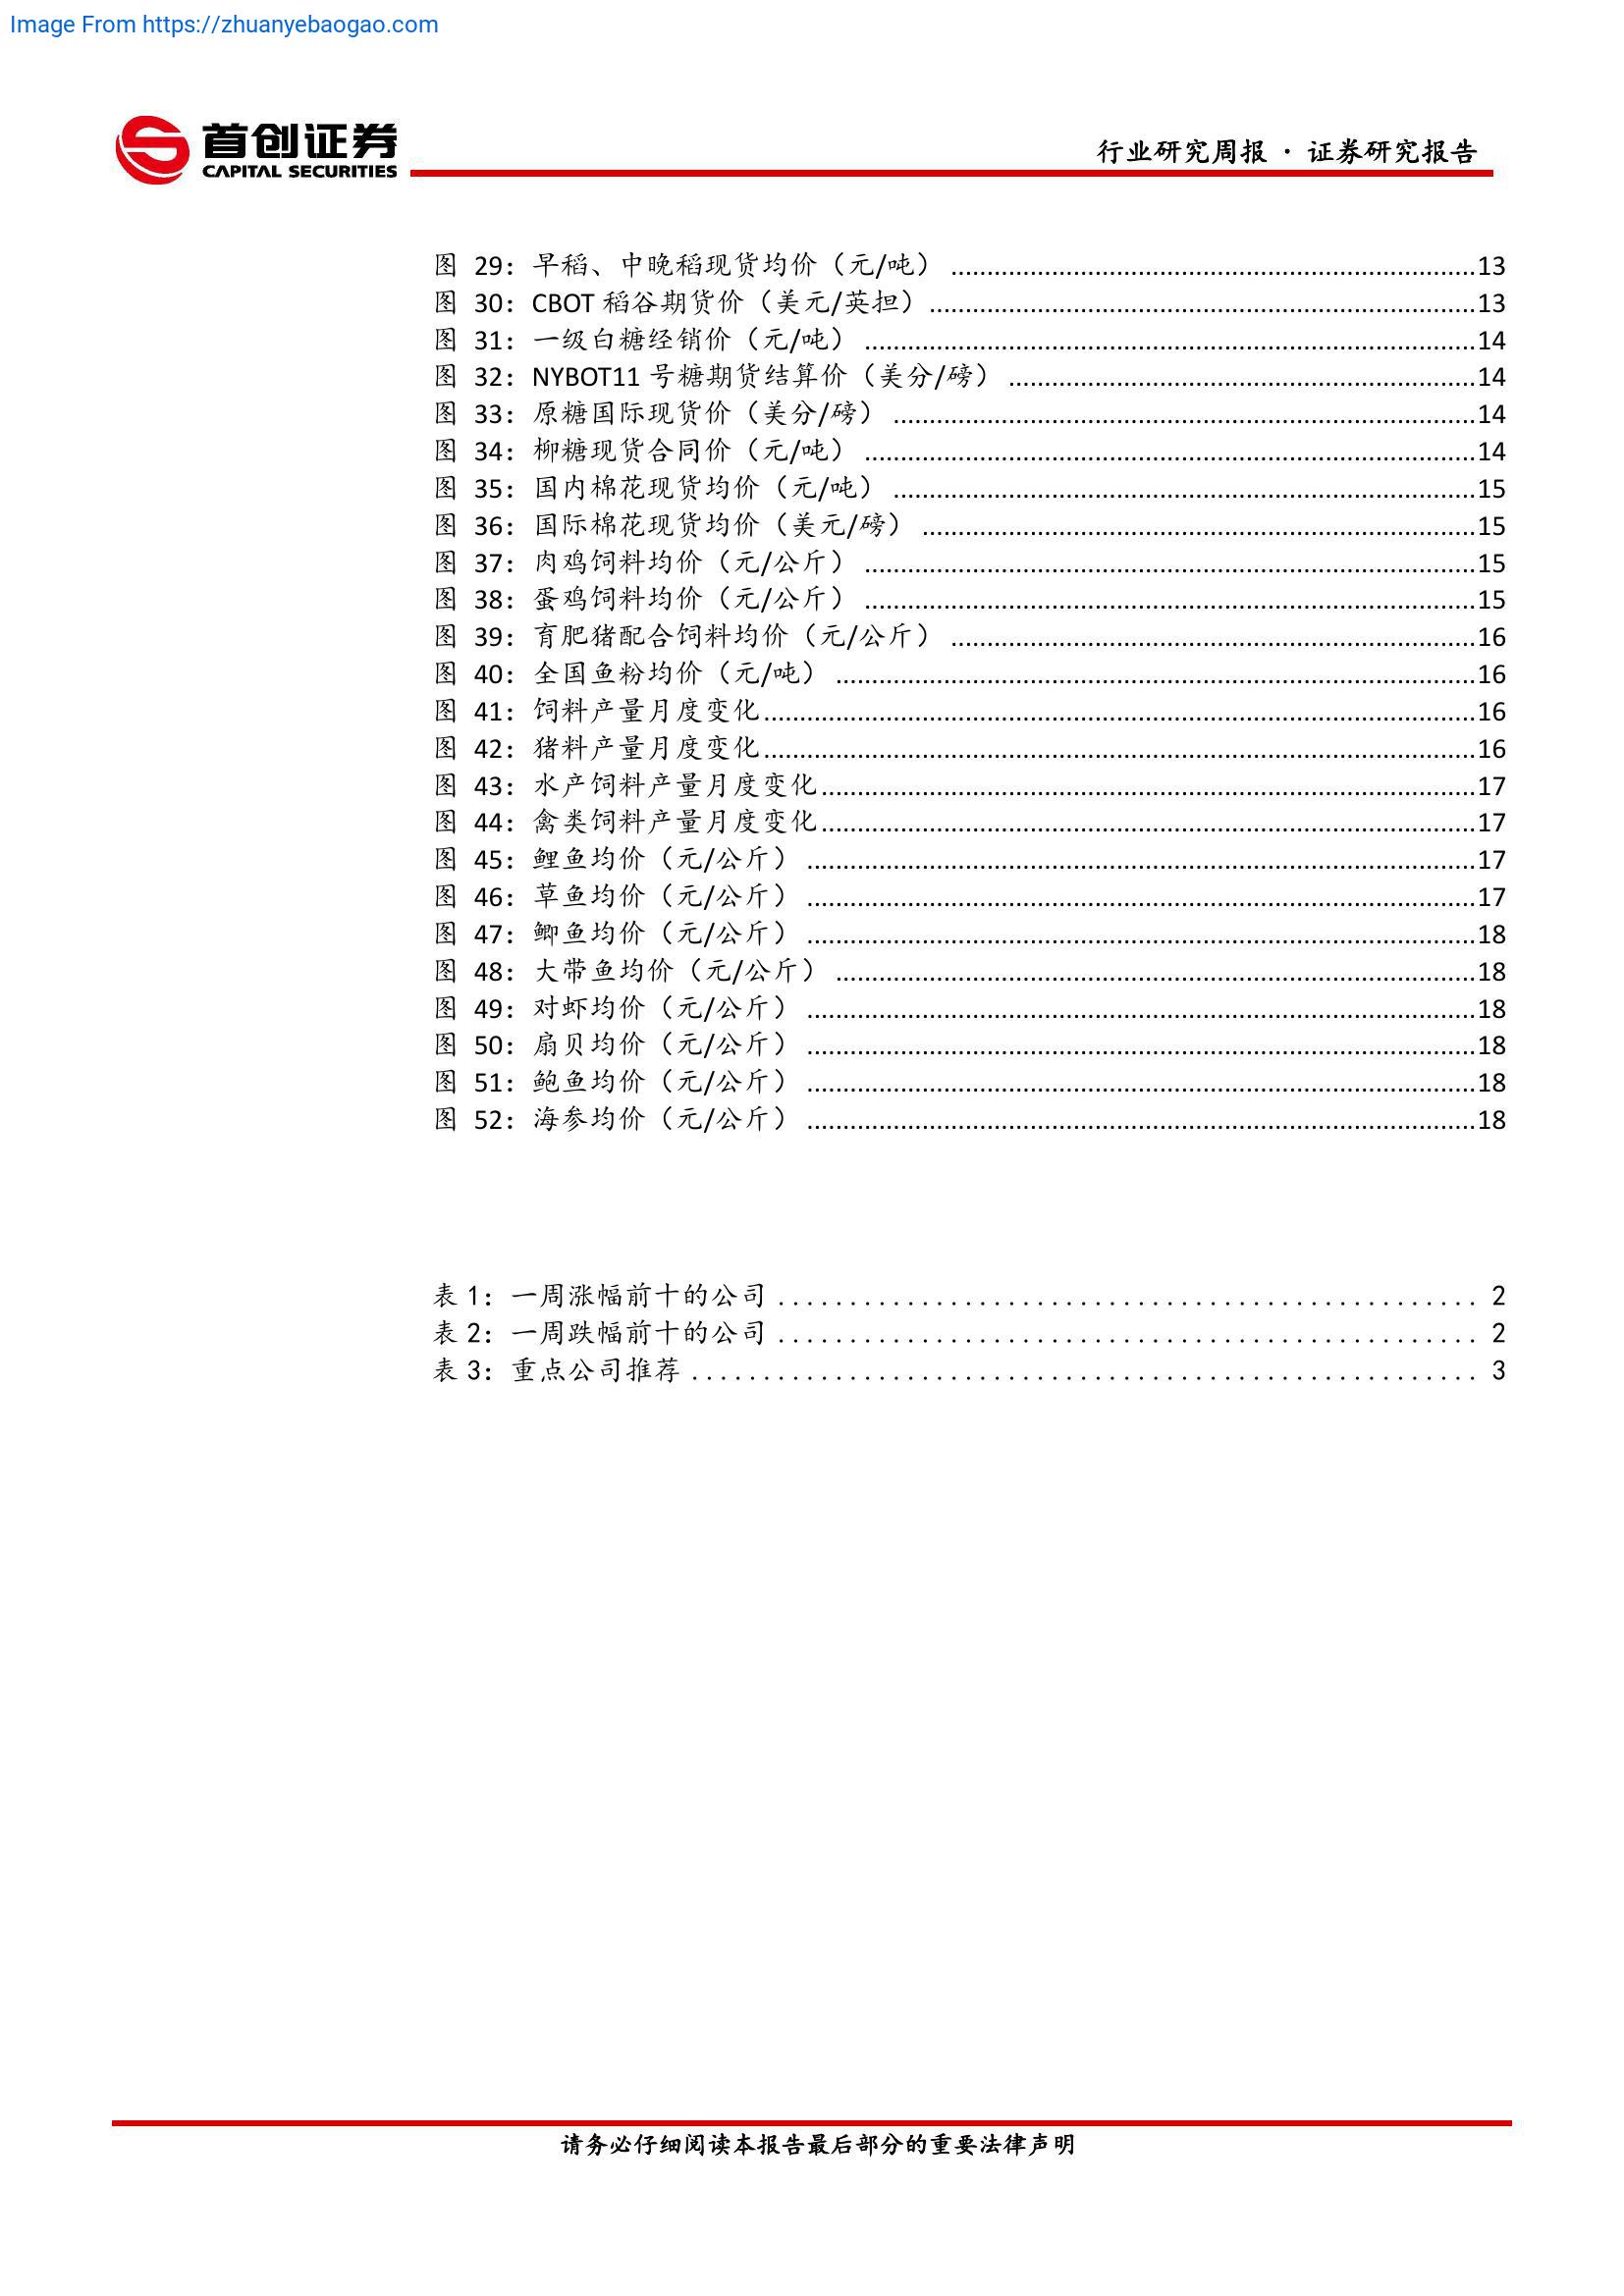 Image From https://zhuanyebaogao.com
首创证券
CAPITAL SECURITIES
行业研究周报 · 证券研究报告
图 29：早稻、中晚稻现货均价（元/吨） ........................................................................13
图 30：CBOT 稻谷期货价（美元/英担） ........................................................................13
图 31：一级白糖经销价（元/吨） ........................................................................14
图 32：NYBOT11 号糖期货结算价（美分/磅） ........................................................................14
图 33：原糖国际现货价（美分/磅） ........................................................................14
图 34：柳糖现货合同价（元/吨） ........................................................................14
图 35：国内棉花现货均价（元/吨） ........................................................................15
图 36：国际棉花现货均价（美元/磅） ........................................................................15
图 37：肉鸡饲料均价（元/公斤） ........................................................................15
图 38：蛋鸡饲料均价（元/公斤） ........................................................................15
图 39：育肥猪配合饲料均价（元/公斤） ........................................................................16
图 40：全国鱼粉均价（元/吨） ........................................................................16
图 41：饲料产量月度变化........................................................................16
图 42：猪料产量月度变化........................................................................16
图 43：水产饲料产量月度变化........................................................................17
图 44：禽类饲料产量月度变化........................................................................17
图 45：鲤鱼均价（元/公斤） ........................................................................17
图 46：草鱼均价（元/公斤） ........................................................................17
图 47：鲫鱼均价（元/公斤） ........................................................................18
图 48：大带鱼均价（元/公斤） ........................................................................18
图 49：对虾均价（元/公斤） ........................................................................18
图 50：扇贝均价（元/公斤） ........................................................................18
图 51：鲍鱼均价（元/公斤） ........................................................................18
图 52：海参均价（元/公斤） ........................................................................18
表 1：一周涨幅前十的公司 ................................................. 2
表 2：一周跌幅前十的公司 ................................................. 2
表 3：重点公司推荐 ....................................................... 3
请务必仔细阅读本报告最后部分的重要法律声明